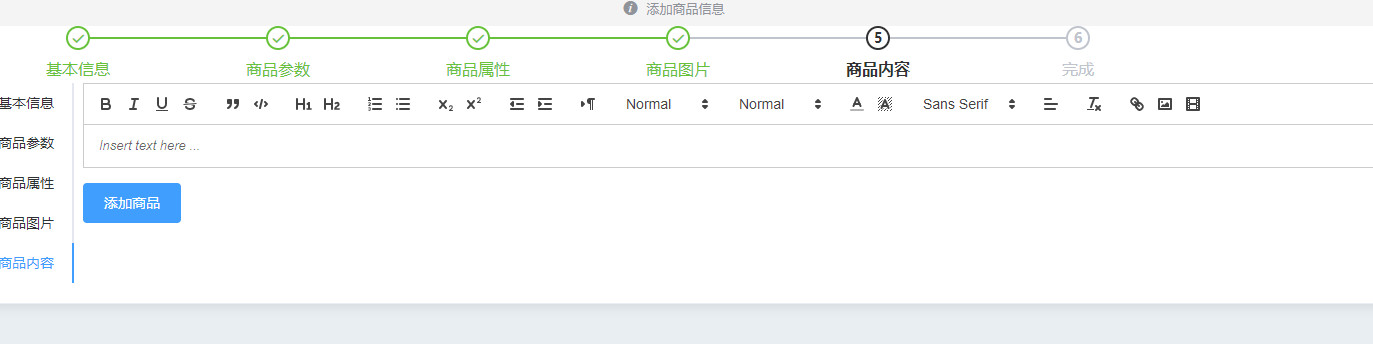 添加商品信息
5 6
基本信息 商品参数 商品属性 商品图片 商品内容 完成
基本信息
B I U S H1 H2 x₂ x² Normal Normal A A Sans Serif Tx
商品参数
Insert text here ...
商品属性
添加商品
商品图片
商品内容